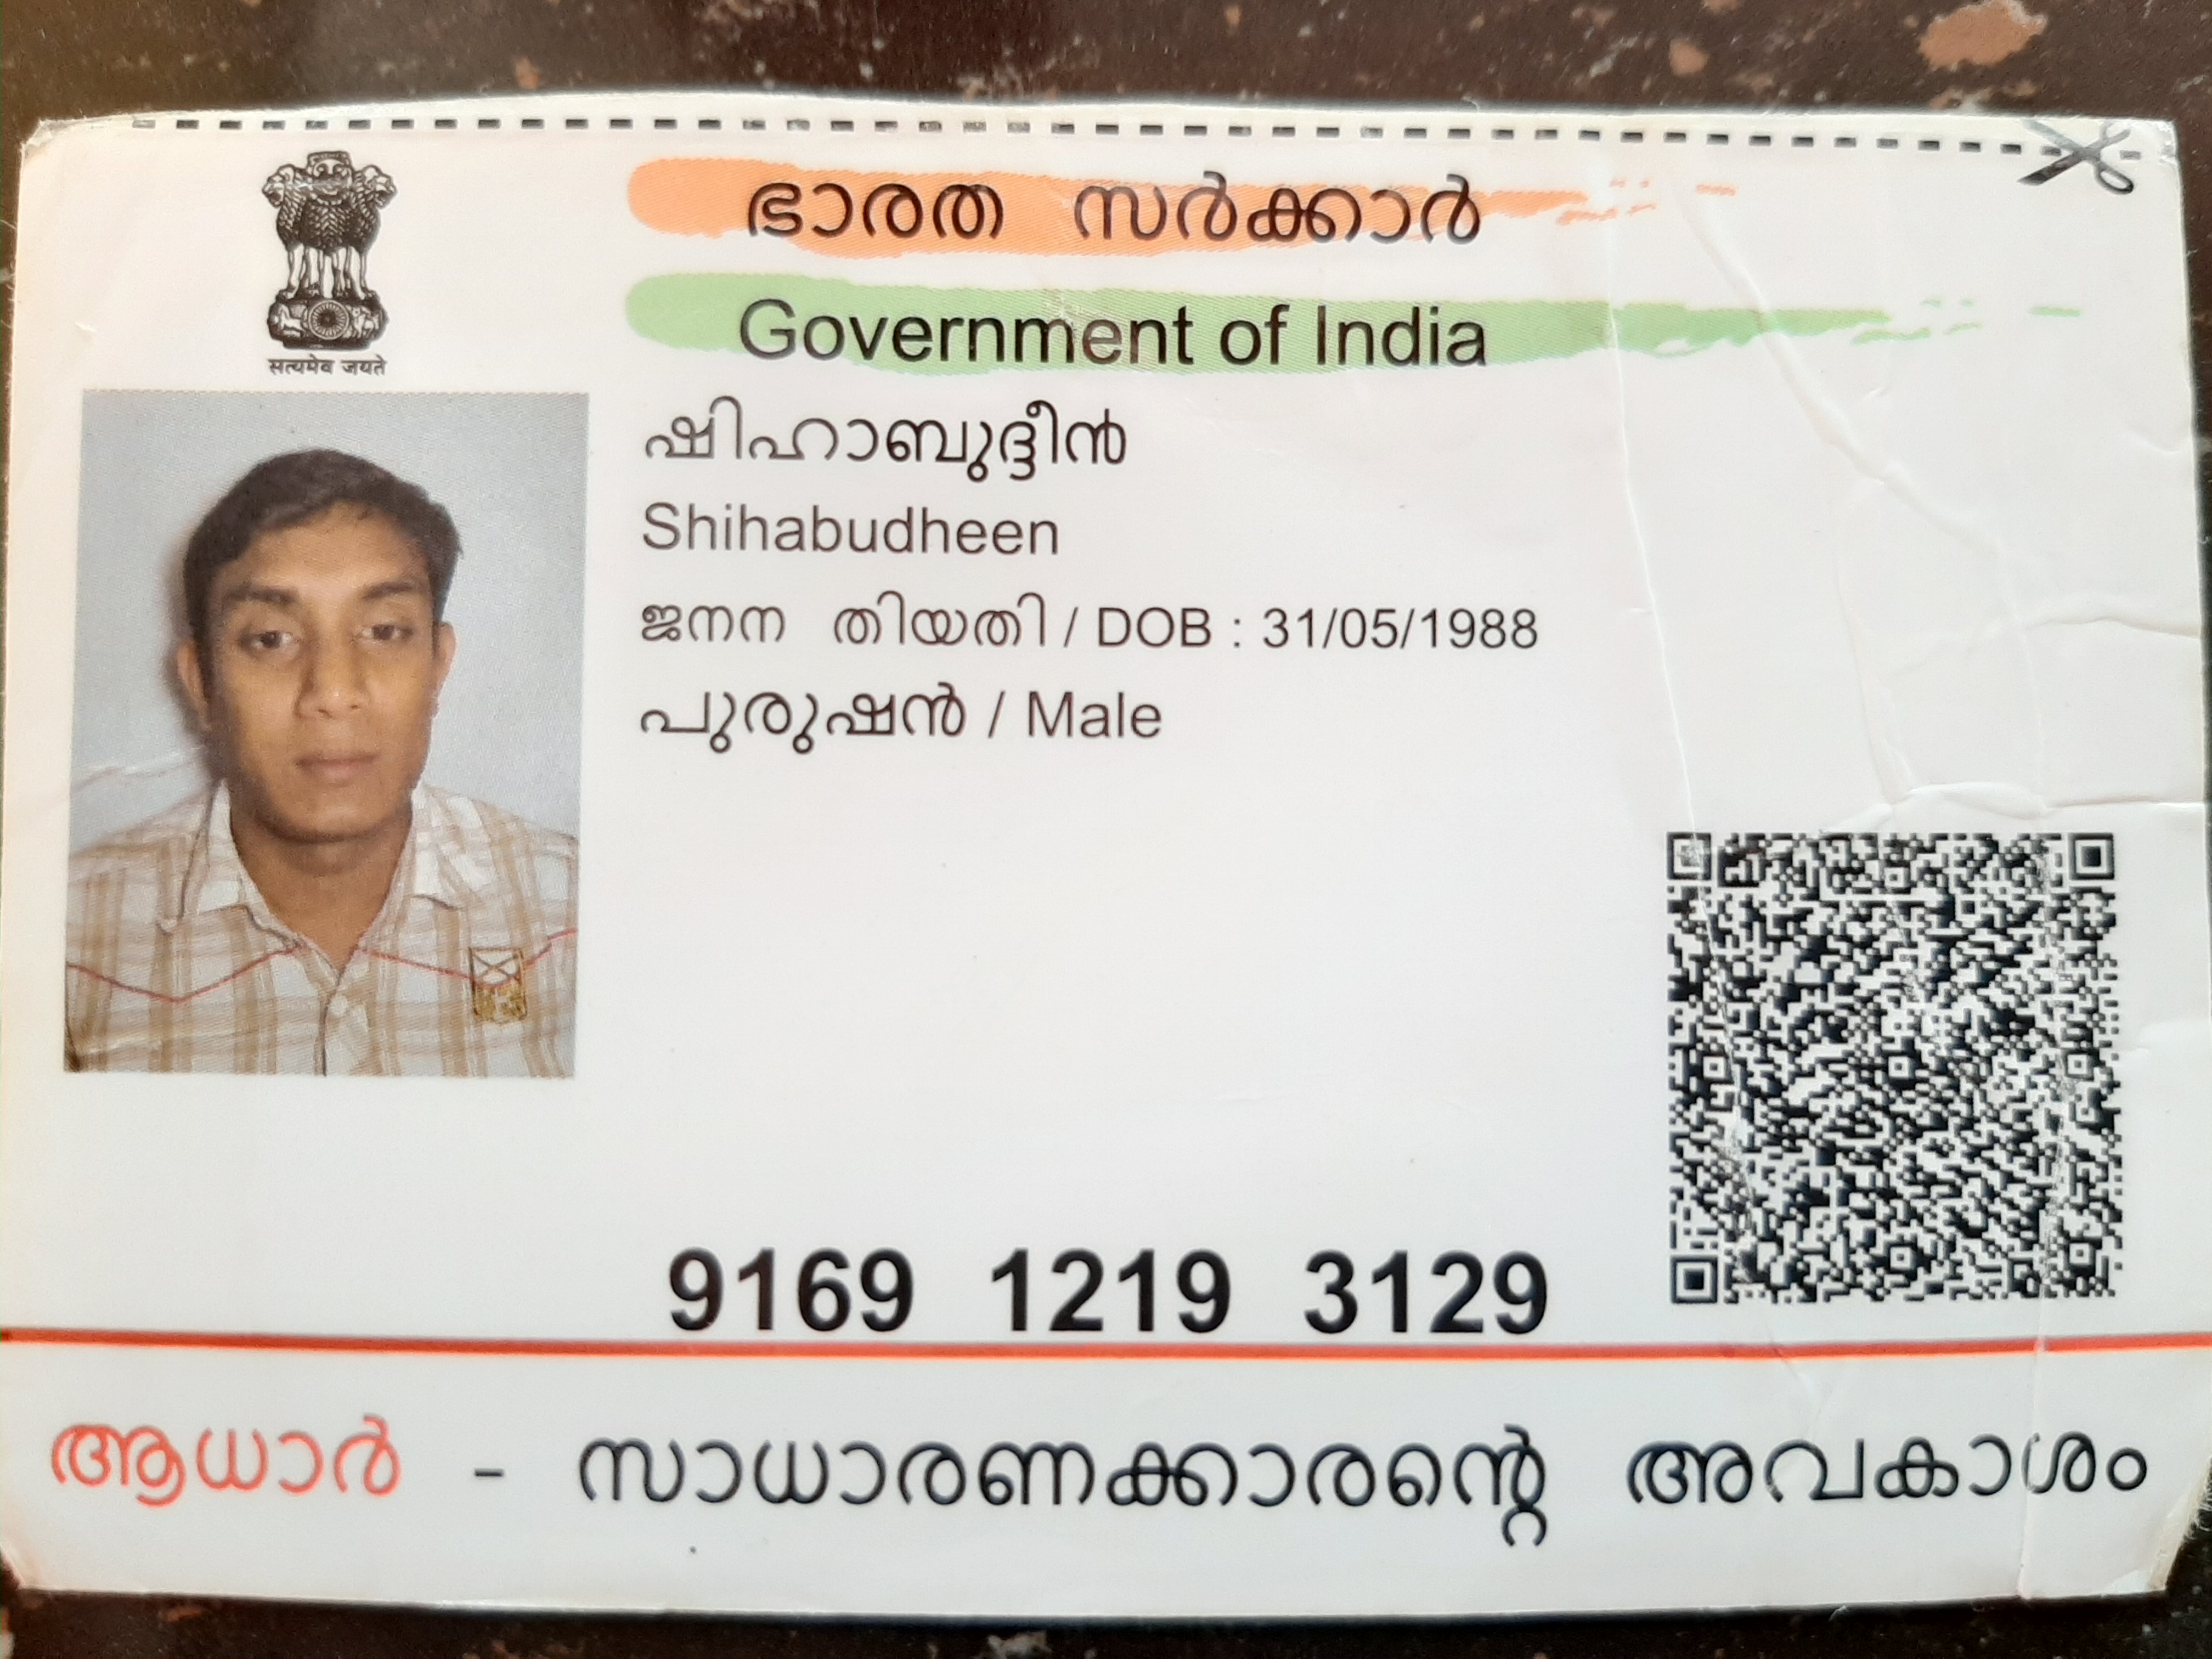 सत्यमेव जयते
ഭാരത സർക്കാർ
Government of India
ഷിഹാബുദ്ദീൻ
Shihabudheen
ജനന തിയതി / DOB : 31/05/1988
പുരുഷൻ / Male
9169 1219 3129
ആധാർ - സാധാരണക്കാരന്റെ അവകാശം